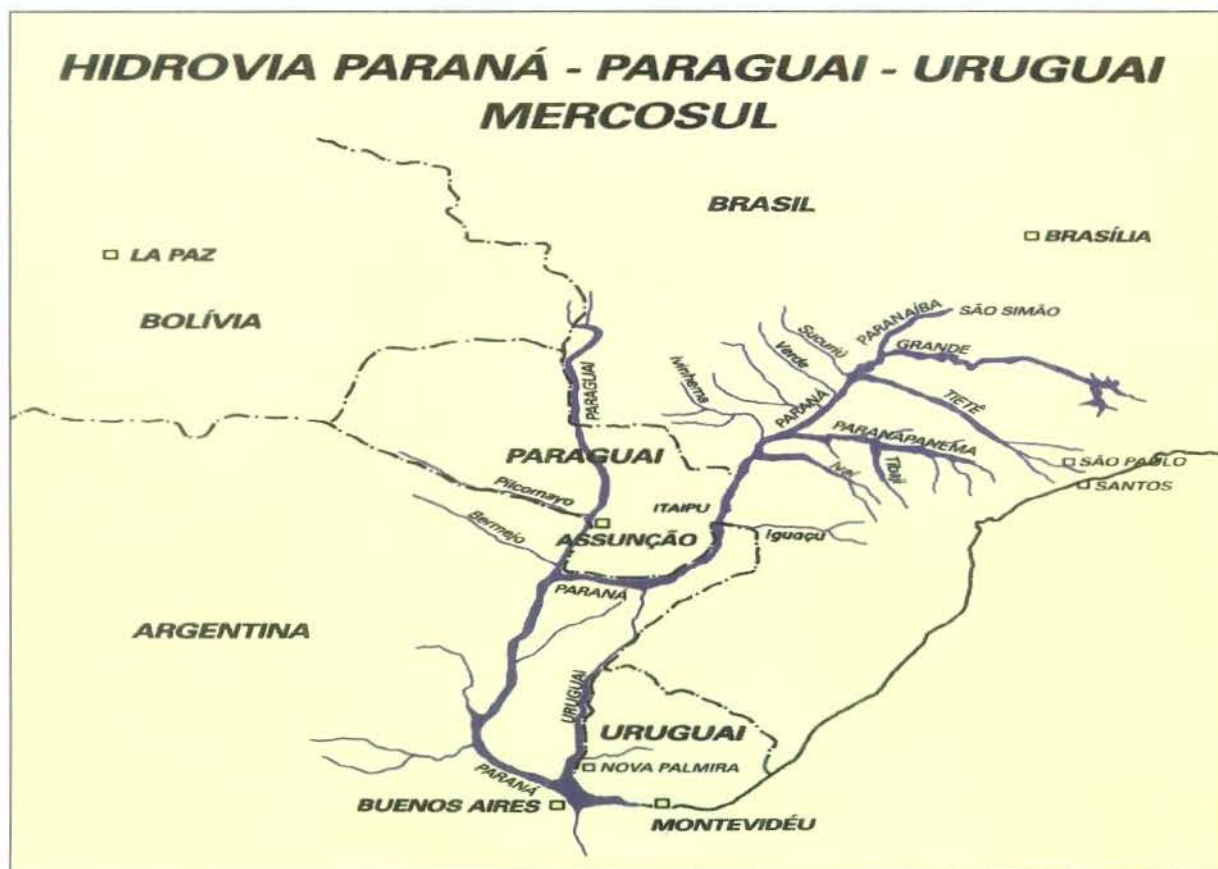 HIDROVIA PARANÁ - PARAGUAI - URUGUAI
MERCOSUL
BRASIL
BRASÍLIA
LA PAZ
BOLÍVIA
SÃO SIMÃO
PARANAÍBA
GRANDE
Sucuriú
Verde
Ivinhema
PARAGUAI
PARANÁ
TIETÊ
PARANAPANEMA
PARAGUAI
SÃO PAULO
Ivaí
Tibaji
SANTOS
Pilcomayo
ITAIPU
Bermejo
ASSUNÇÃO
Iguaçu
PARANÁ
ARGENTINA
URUGUAI
URUGUAI
NOVA PALMIRA
PARANÁ
BUENOS AIRES
MONTEVIDÉU